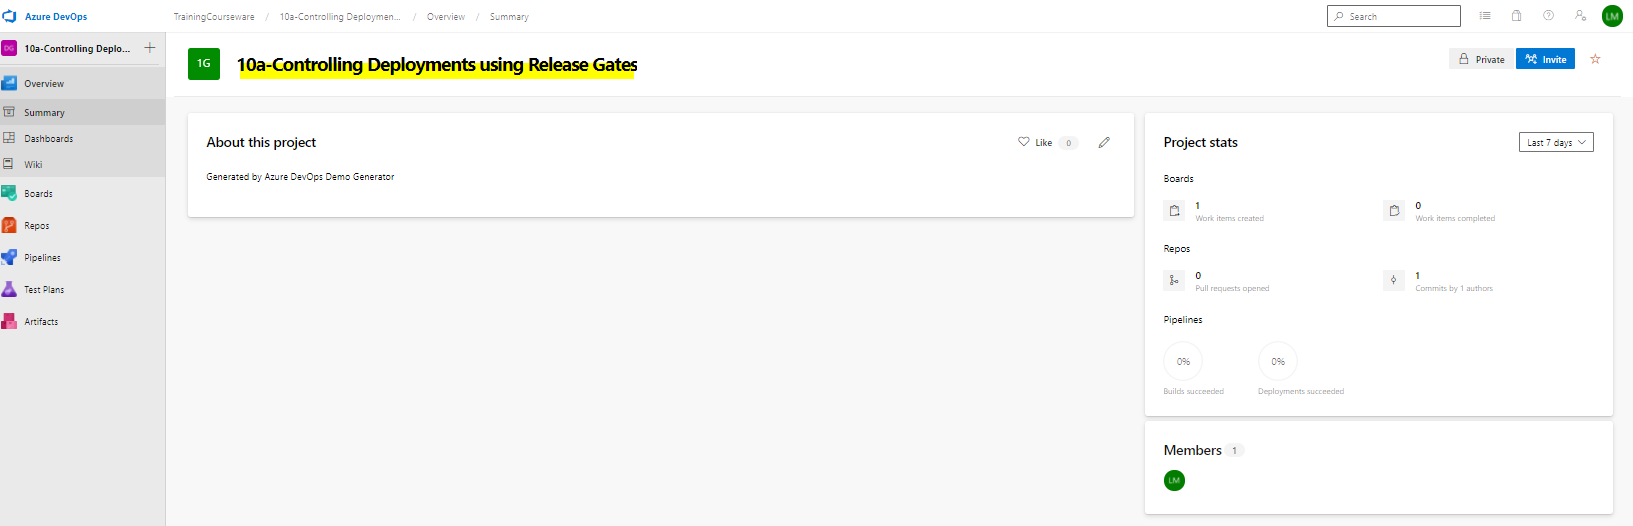 Azure DevOps
TrainingCourseware / 10a-Controlling Deploymen... / Overview / Summary
Search
LM
DG 10a-Controlling Deplo... +
Overview
Summary
Dashboards
Wiki
Boards
Repos
Pipelines
Test Plans
Artifacts
1G 10a-Controlling Deployments using Release Gates
Private
Invite
About this project
Like 0
Generated by Azure DevOps Demo Generator
Project stats
Last 7 days
Boards
1
Work items created
0
Work items completed
Repos
0
Pull requests opened
1
Commits by 1 authors
Pipelines
0%
Builds succeeded
0%
Deployments succeeded
Members 1
LM